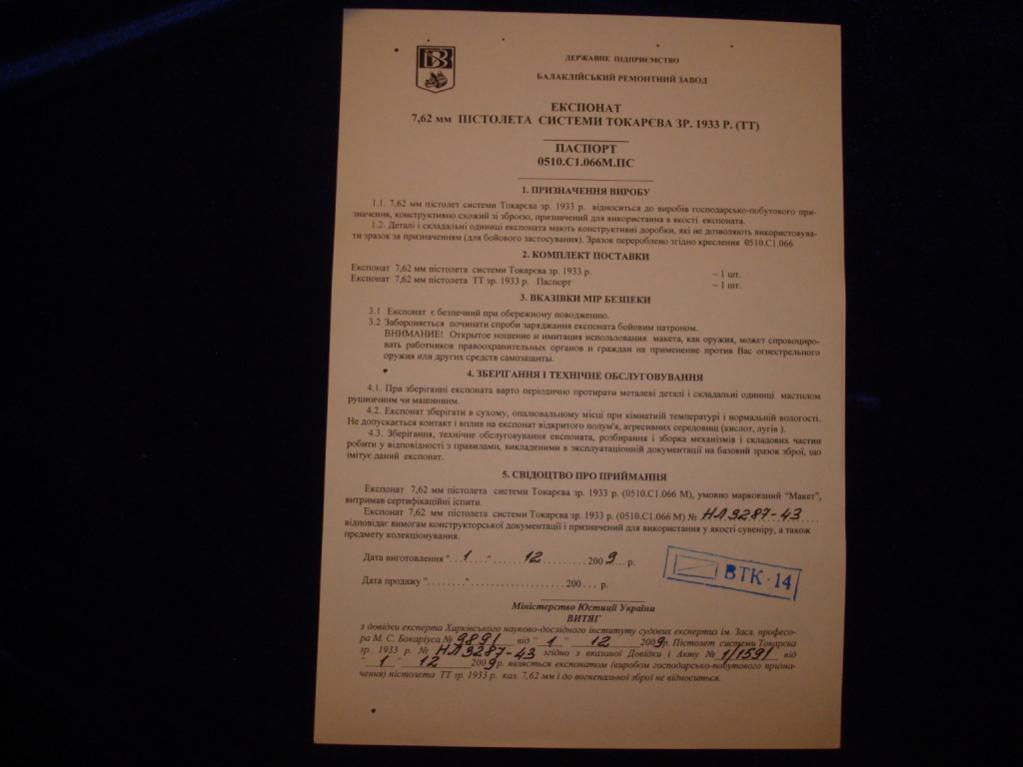 БРЗ
ДЕРЖАВНЕ ПІДПРИЄМСТВО
БАЛАКЛІЙСЬКИЙ РЕМОНТНИЙ ЗАВОД
ЕКСПОНАТ
7,62 мм ПІСТОЛЕТА СИСТЕМИ ТОКАРЄВА ЗР. 1933 Р. (ТТ)
ПАСПОРТ
0510.С1.066М.ПС
1. ПРИЗНАЧЕННЯ ВИРОБУ
1.1. 7,62 мм пістолет системи Токарєва зр. 1933 р. відноситься до виробів господарсько-побутового при-
значення, конструктивно схожий зі зброєю, призначений для використання в якості експоната.
1.2. Деталі і складальні одиниці експоната мають конструктивні доробки, які не дозволяють використовува-
ти зразок за призначенням (для бойового застосування). Зразок перероблено згідно креслення 0510.С1.066
2. КОМПЛЕКТ ПОСТАВКИ
Експонат 7,62 мм пістолета системи Токарєва зр. 1933 р. – 1 шт.
Експонат 7,62 мм пістолета ТТ зр. 1933 р. Паспорт – 1 шт.
3. ВКАЗІВКИ МІР БЕЗПЕКИ
3.1 Експонат є безпечний при обережному поводженню.
3.2 Забороняється починати спроби заряджання експоната бойовим патроном.
ВНИМАНИЕ! Открытое ношение и имитация использования макета, как оружия, может спровоциро-
вать работников правоохранительных органов и граждан на применение против Вас огнестрельного
оружия или других средств самозащиты.
4. ЗБЕРІГАННЯ І ТЕХНІЧНЕ ОБСЛУГОВУВАННЯ
4.1. При зберіганні експоната варто періодично протирати металеві деталі і складальні одиниці мастилом
рушничним чи машинним.
4.2. Експонат зберігати в сухому, опалювальному місці при кімнатній температурі і нормальній вологості.
Не допускається контакт і вплив на експонат відкритого полум'я, агресивних середовищ (кислот, лугів ).
4.3. Зберігання, технічне обслуговування експоната, розбирання і зборка механізмів і складових частин
робити у відповідності з правилами, викладеними в эксплуатаційній документації на базовий зразок зброї, що
імітує даний експонат.
5. СВІДОЦТВО ПРО ПРИЙМАННЯ
Експонат 7,62 мм пістолета системи Токарєва зр. 1933 р. (0510.С1.066 М), умовно маркований “Макет”,
витримав сертифікаційні іспити.
Експонат 7,62 мм пістолета системи Токарєва зр. 1933 р. (0510.С1.066 М) № НЛ3287-43
відповідає вимогам конструкторської документації і призначений для використання у якості сувеніру, а також
предмету колекціонування.
Дата виготовлення “ 1 ” 12 2009 р.
Дата продажу “........”........................200... р.
ВТК·14
Міністерство Юстиції України
ВИТЯГ
з довідки експерта Харківського науково-дослідного інституту судових експертиз ім. Засл. професо-
ра М. С. Бокаріуса № 9891 від “ 1 ” 12 2009р. Пістолет системи Токарєва
зр. 1933 р. № НЛ3287-43 згідно з вказаної Довідки і Акту № 1/1591 від
“ 1 ” 12 2009р. являється експонатом (виробом господарсько-побутового призна-
чення) пістолета ТТ зр. 1933 р. кал. 7,62 мм і до вогнепальної зброї не відноситься.